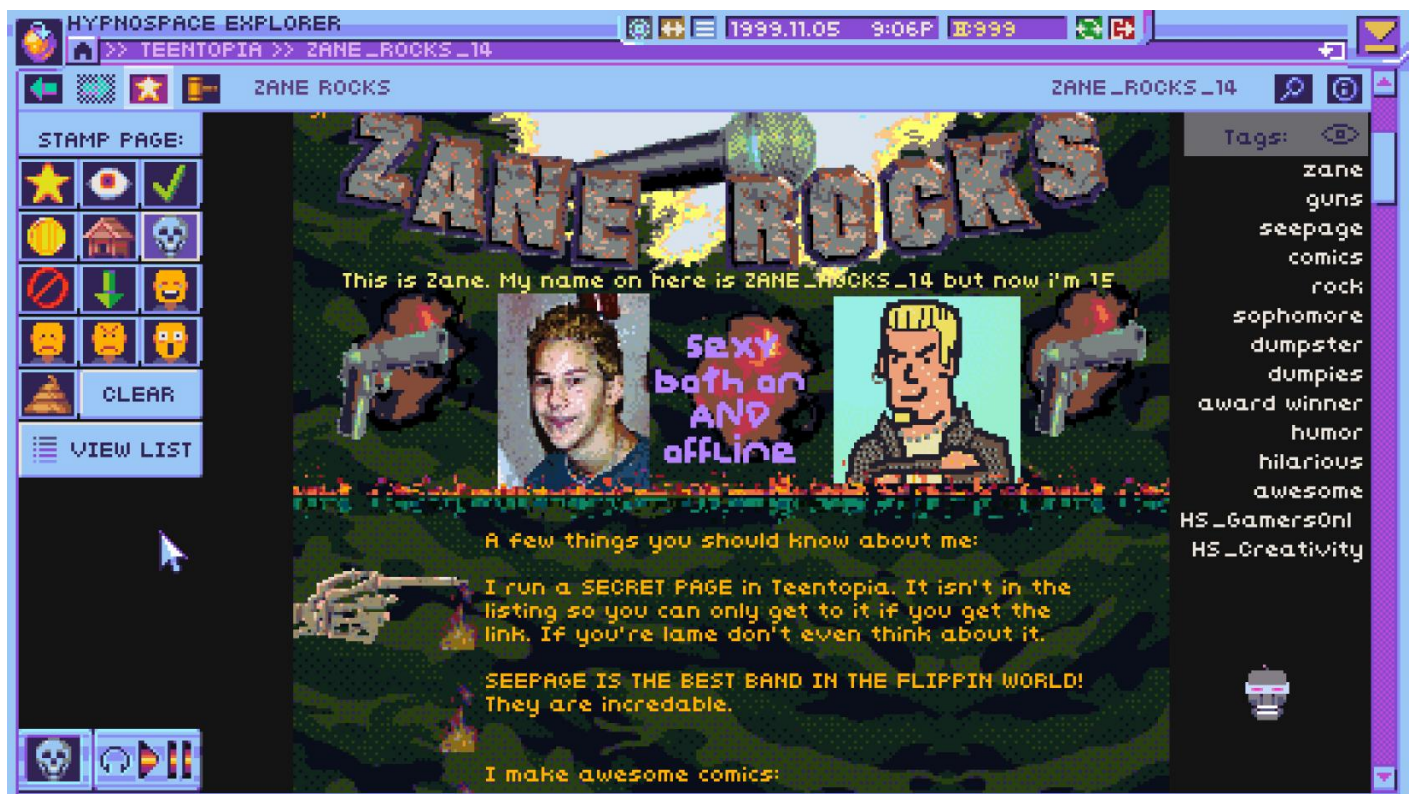 HYPNOSPACE EXPLORER
1999.11.05 9:06P
999
>> TEENTOPIA >> ZANE_ROCKS_14
ZANE ROCKS
ZANE_ROCKS_14
STAMP PAGE:
CLEAR
VIEW LIST
ZANE ROCKS
This is Zane. My name on here is ZANE_ROCKS_14 but now i'm 15
Sexy
both on
AND
offline
A few things you should know about me:
I run a SECRET PAGE in Teentopia. It isn't in the
listing so you can only get to it if you get the
link. If you're lame don't even think about it.
SEEPAGE IS THE BEST BAND IN THE FLIPPIN WORLD!
They are incredable.
I make awesome comics:
Tags:
zane
guns
seepage
comics
rock
sophomore
dumpster
dumpies
award winner
humor
hilarious
awesome
HS_GamersOnl
HS_Creativity